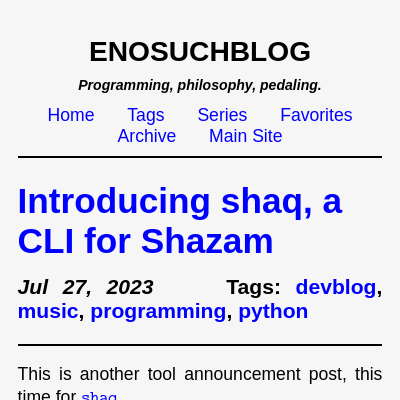 ENOSUCHBLOG
Programming, philosophy, pedaling.
Home Tags Series Favorites
Archive Main Site
Introducing shaq, a
CLI for Shazam
Jul 27, 2023 Tags: devblog,
music, programming, python
This is another tool announcement post, this
time for shaq